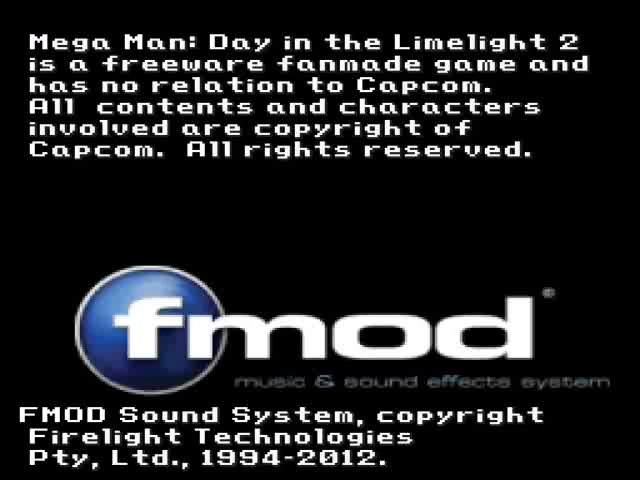 Mega Man: Day in the Limelight 2
is a freeware fanmade game and
has no relation to Capcom.
All contents and characters
involved are copyright of
Capcom. All rights reserved.
fmod®
music & sound effects system
FMOD Sound System, copyright
Firelight Technologies
Pty, Ltd., 1994-2012.